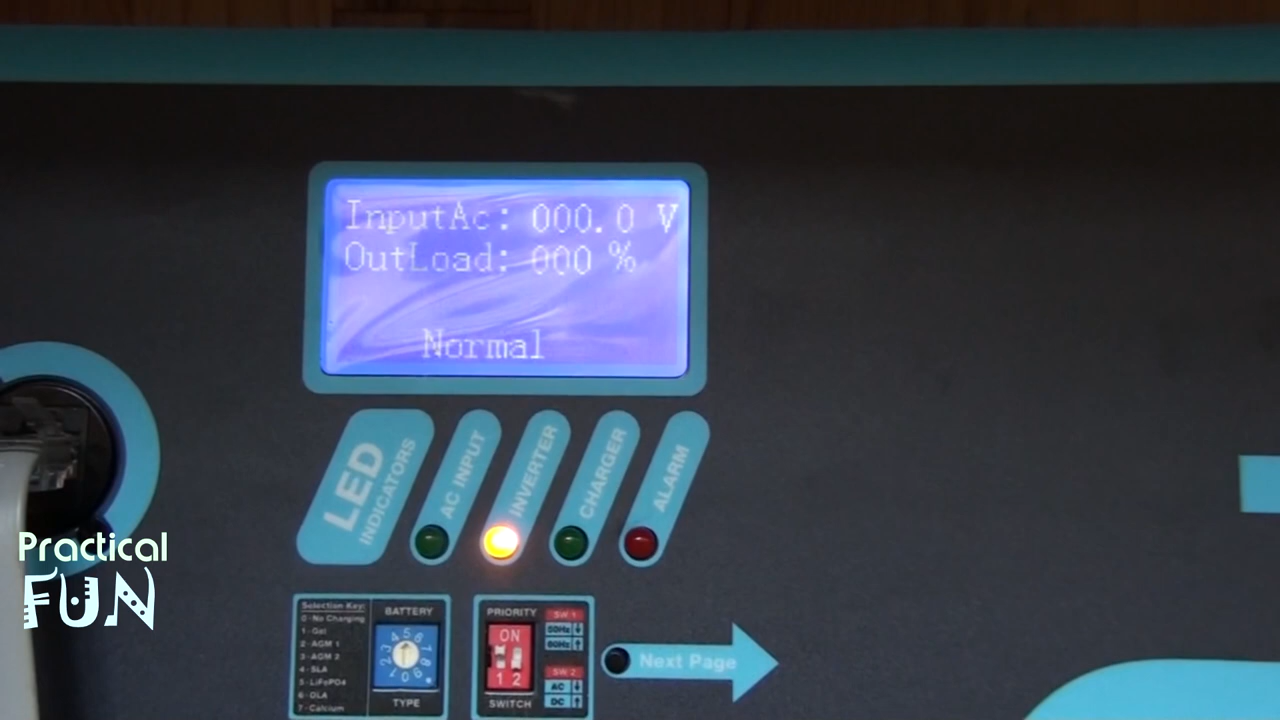 InputAc: 000.0 V
OutLoad: 000 %
Normal
LED
INDICATORS
AC INPUT
INVERTER
CHARGER
ALARM
Practical
FUN
Selection Key:
0 - No Charging
1 - Gel
2 - AGM 1
3 - AGM 2
4 - SLA
5 - LiFePO4
6 - OLA
7 - Calcium
BATTERY
TYPE
PRIORITY
ON
1 2
SWITCH
SW 1
50Hz
60Hz
SW 2
AC
DC
Next Page